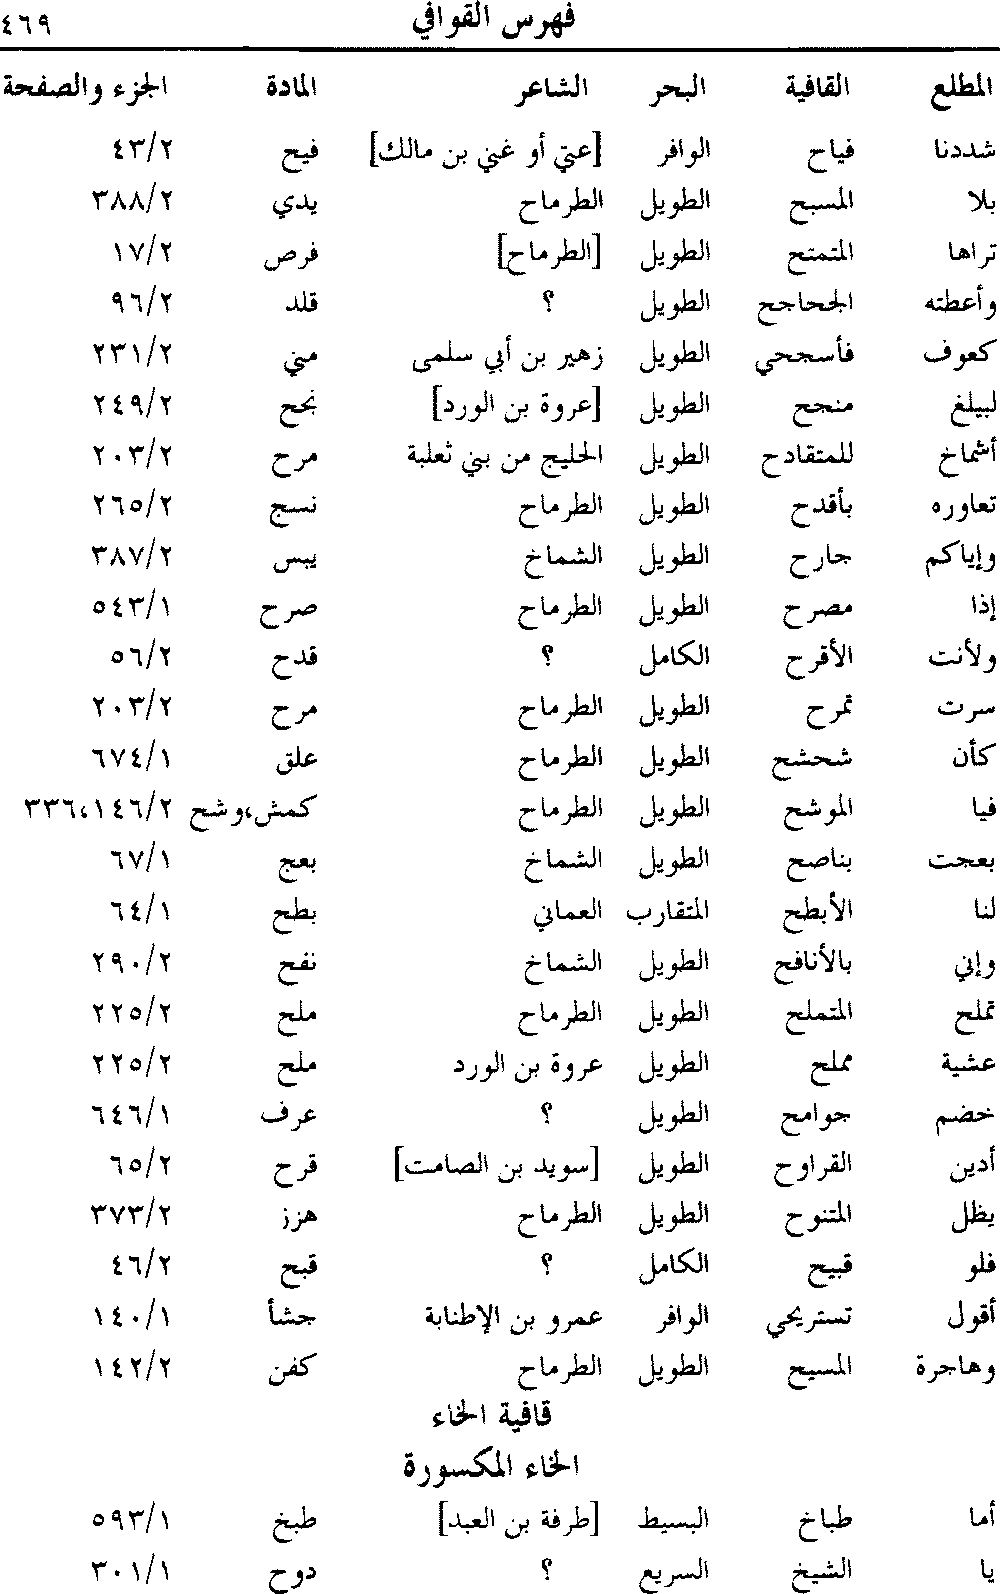 فهرس القوافي ٤٦٩
المطلع القافية البحر الشاعر المادة الجزء والصفحة
شددنا فياح الوافر [عتي أو غني بن مالك] فيح ٤٣/٢
بلا المسبح الطويل الطرماح يدي ٣٨٨/٢
تراها المتمتح الطويل [الطرماح] فرص ١٧/٢
وأعطته الجحاجح الطويل ؟ قلد ٩٦/٢
كعوف فأسجحي الطويل زهير بن أبي سلمى مني ٢٣١/٢
لبيلغ منجح الطويل [عروة بن الورد] نجح ٢٤٩/٢
أشماخ للمتقادح الطويل الخليج من بني ثعلبة مرح ٢٠٣/٢
تعاوره بأقدح الطويل الطرماح نسج ٢٦٥/٢
وإياكم جارح الطويل الشماخ يبس ٣٨٧/٢
إذا مصرح الطويل الطرماح صرح ٥٤٣/١
ولأنت الأقرح الكامل ؟ قدح ٥٦/٢
سرت تمرح الطويل الطرماح مرح ٢٠٣/٢
كأن شحشح الطويل الطرماح علق ٦٧٤/١
فيا الموشح الطويل الطرماح كمش،وشح ١٤٦/٢،٣٣٦
بعجت بناصح الطويل الشماخ بعج ٦٧/١
لنا الأبطح المتقارب العماني بطح ٦٤/١
وإني بالأنافح الطويل الشماخ نفح ٢٩٠/٢
تملح المتملح الطويل الطرماح ملح ٢٢٥/٢
عشية مملح الطويل عروة بن الورد ملح ٢٢٥/٢
خضم جوامح الطويل ؟ عرف ٦٤٦/١
أدين القراوح الطويل [سويد بن الصامت] قرح ٦٥/٢
يظل المتنوح الطويل الطرماح هزز ٣٧٣/٢
فلو قبيح الكامل ؟ قبح ٤٦/٢
أقول تستريحي الوافر عمرو بن الإطنابة جشأ ١٤٠/١
وهاجرة المسيح الطويل الطرماح كفن ١٤٢/٢
قافية الخاء
الخاء المكسورة
أما طباخ البسيط [طرفة بن العبد] طبخ ٥٩٣/١
يا الشيخ السريع ؟ دوح ٣٠١/١